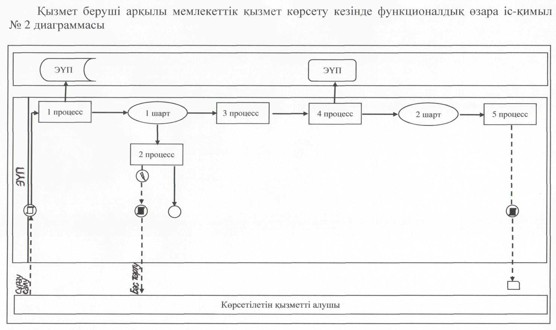 Қызмет беруші арқылы мемлекеттік қызмет көрсету кезінде функционалдық өзара іс-қимыл
№ 2 диаграммасы
ЭҮП
ЭҮП
1 процесс
1 шарт
3 процесс
4 процесс
2 шарт
5 процесс
2 процесс
Көрсетілетін қызметті алушы